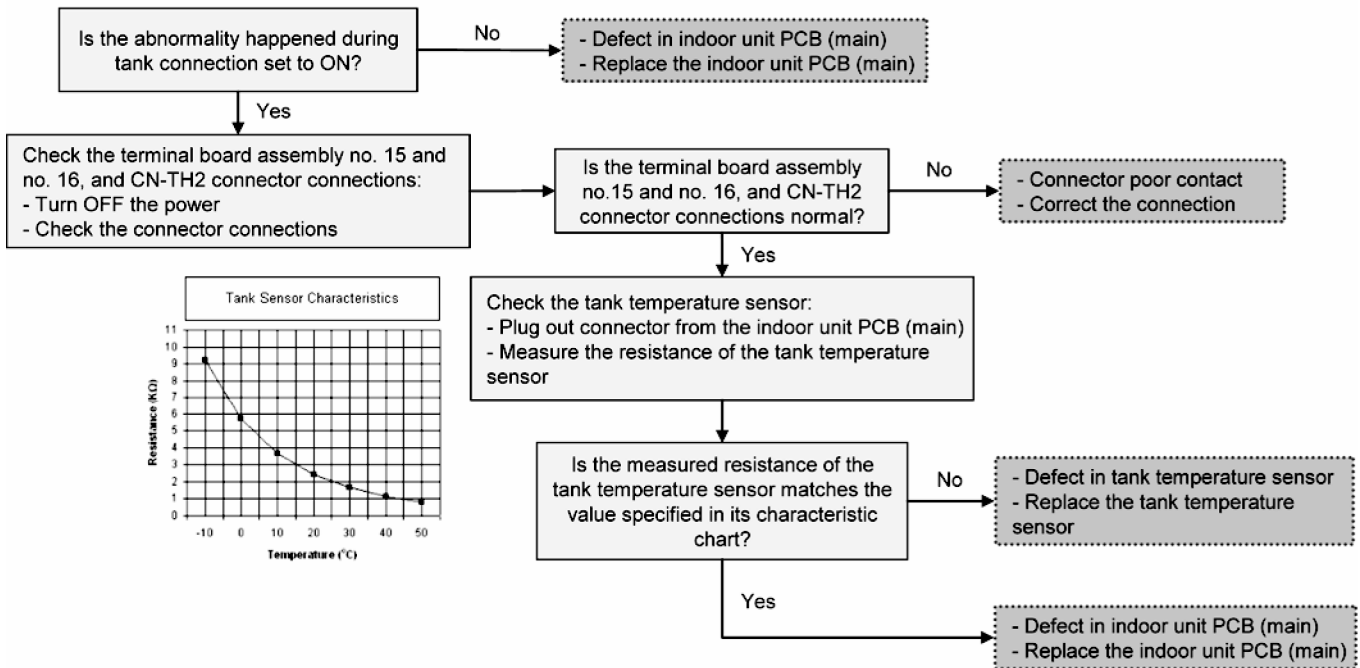 Is the abnormality happened during
tank connection set to ON?
No
- Defect in indoor unit PCB (main)
- Replace the indoor unit PCB (main)
Yes
Check the terminal board assembly no. 15 and
no. 16, and CN-TH2 connector connections:
- Turn OFF the power
- Check the connector connections
Is the terminal board assembly
no.15 and no. 16, and CN-TH2
connector connections normal?
No
- Connector poor contact
- Correct the connection
Yes
Check the tank temperature sensor:
- Plug out connector from the indoor unit PCB (main)
- Measure the resistance of the tank temperature
sensor
Tank Sensor Characteristics
Resistance (KΩ)
11
10
9
8
7
6
5
4
3
2
1
0
-10 0 10 20 30 40 50
Temperature (°C)
Is the measured resistance of the
tank temperature sensor matches the
value specified in its characteristic
chart?
No
- Defect in tank temperature sensor
- Replace the tank temperature
sensor
Yes
- Defect in indoor unit PCB (main)
- Replace the indoor unit PCB (main)